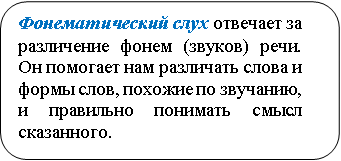 Фонематический слух отвечает за
различение фонем (звуков) речи.
Он помогает нам различать слова и
формы слов, похожие по звучанию,
и правильно понимать смысл
сказанного.